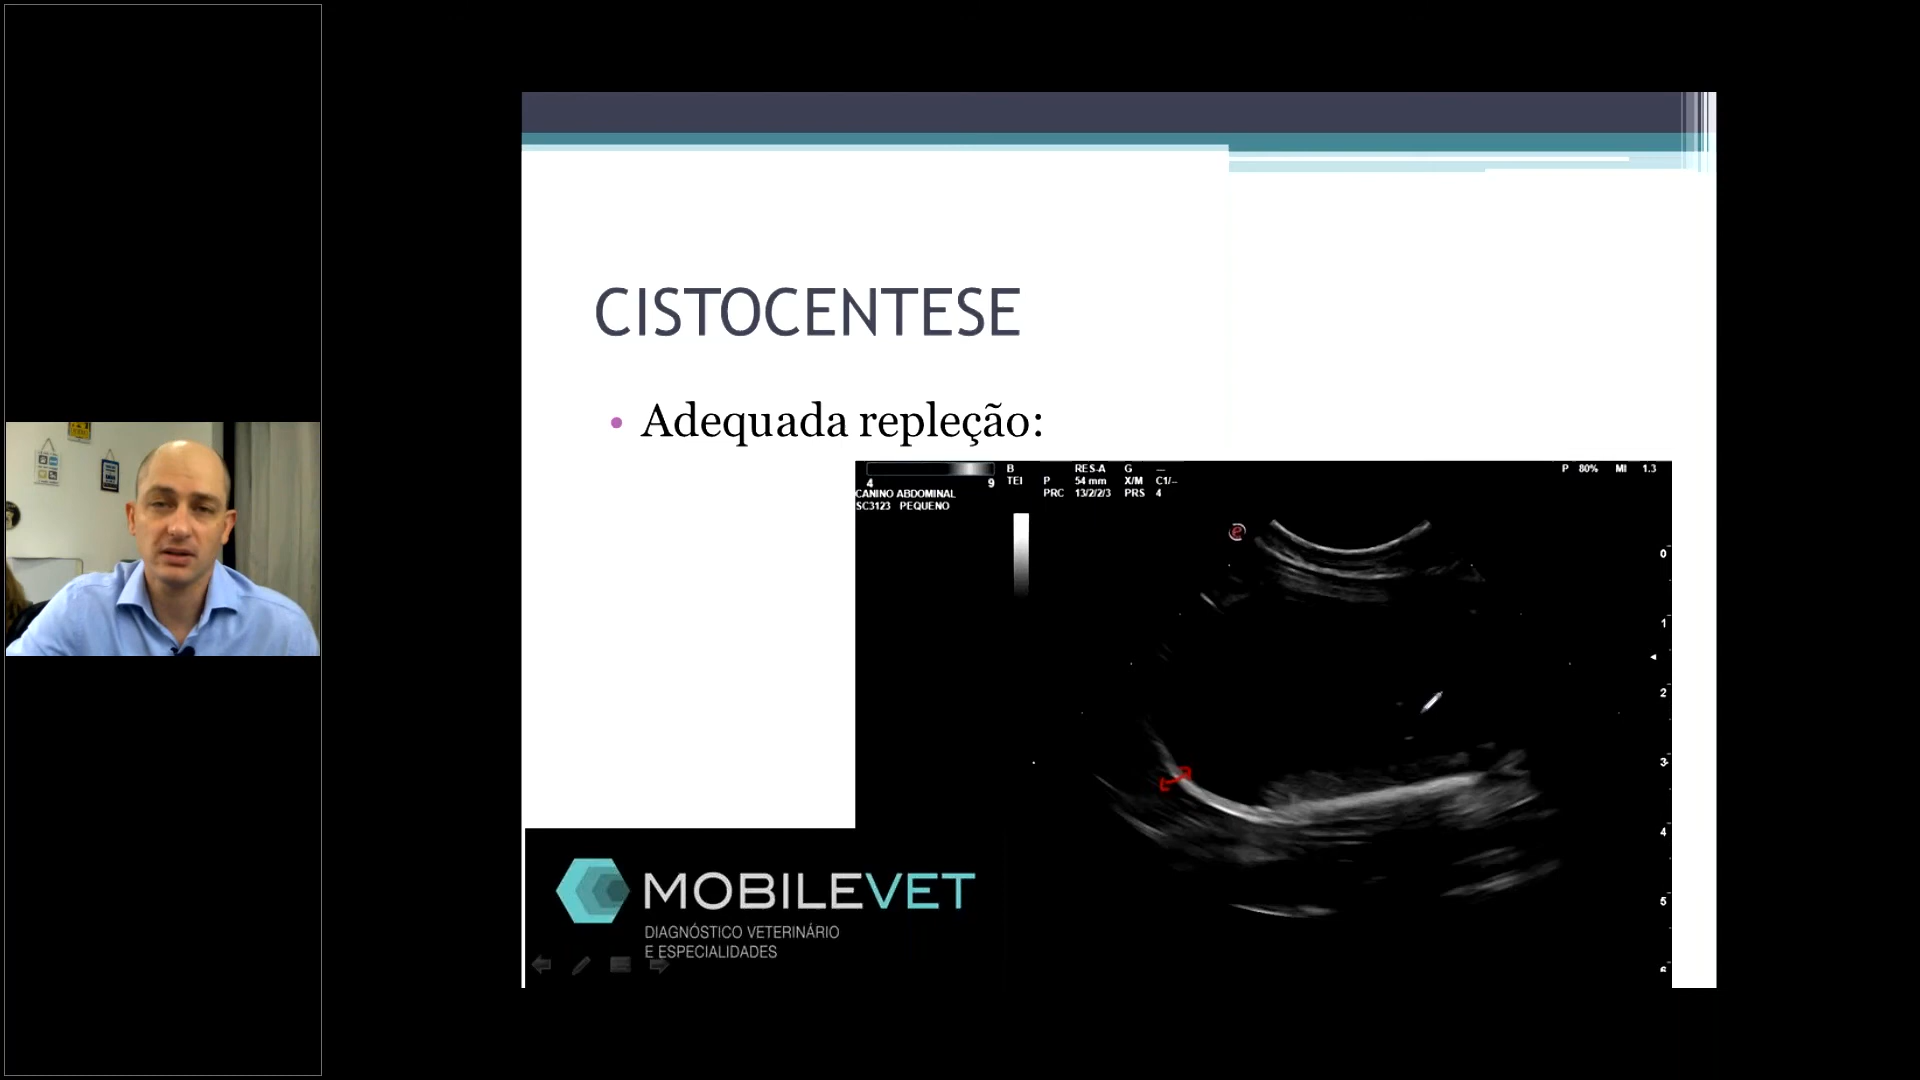 CISTOCENTESE
• Adequada repleção:
B RES-A G —
4 9 TEI P 54 mm X/M C1/--
PRC 13/2/2/3 PRS 4
P 80% MI 1.3
CANINO ABDOMINAL
SC3123 PEQUENO
e
0
1
2
3
4
5
6
MOBILEVET
DIAGNÓSTICO VETERINÁRIO
E ESPECIALIDADES